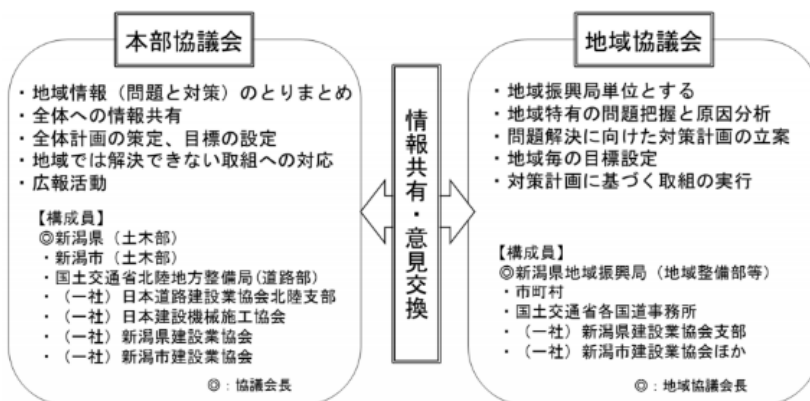 本部協議会
・地域情報（問題と対策）のとりまとめ
・全体への情報共有
・全体計画の策定、目標の設定
・地域では解決できない取組への対応
・広報活動
【構成員】
◎新潟県（土木部）
・新潟市（土木部）
・国土交通省北陸地方整備局(道路部)
・（一社）日本道路建設業協会北陸支部
・（一社）日本建設機械施工協会
・（一社）新潟県建設業協会
・（一社）新潟市建設業協会
◎：協議会長
情報共有・意見交換
地域協議会
・地域振興局単位とする
・地域特有の問題把握と原因分析
・問題解決に向けた対策計画の立案
・地域毎の目標設定
・対策計画に基づく取組の実行
【構成員】
◎新潟県地域振興局（地域整備部等）
・市町村
・国土交通省各国道事務所
・（一社）新潟県建設業協会支部
・（一社）新潟市建設業協会ほか
◎：地域協議会長